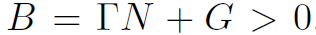 B = ΓN + G > 0.